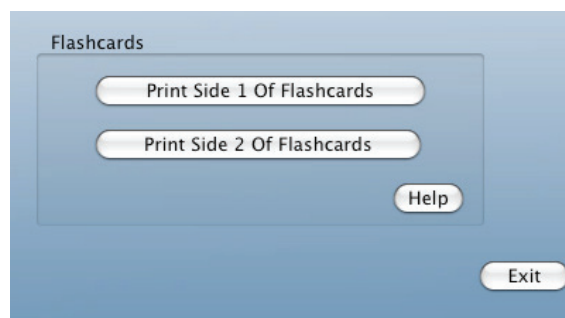 Flashcards
Print Side 1 Of Flashcards
Print Side 2 Of Flashcards
Help
Exit